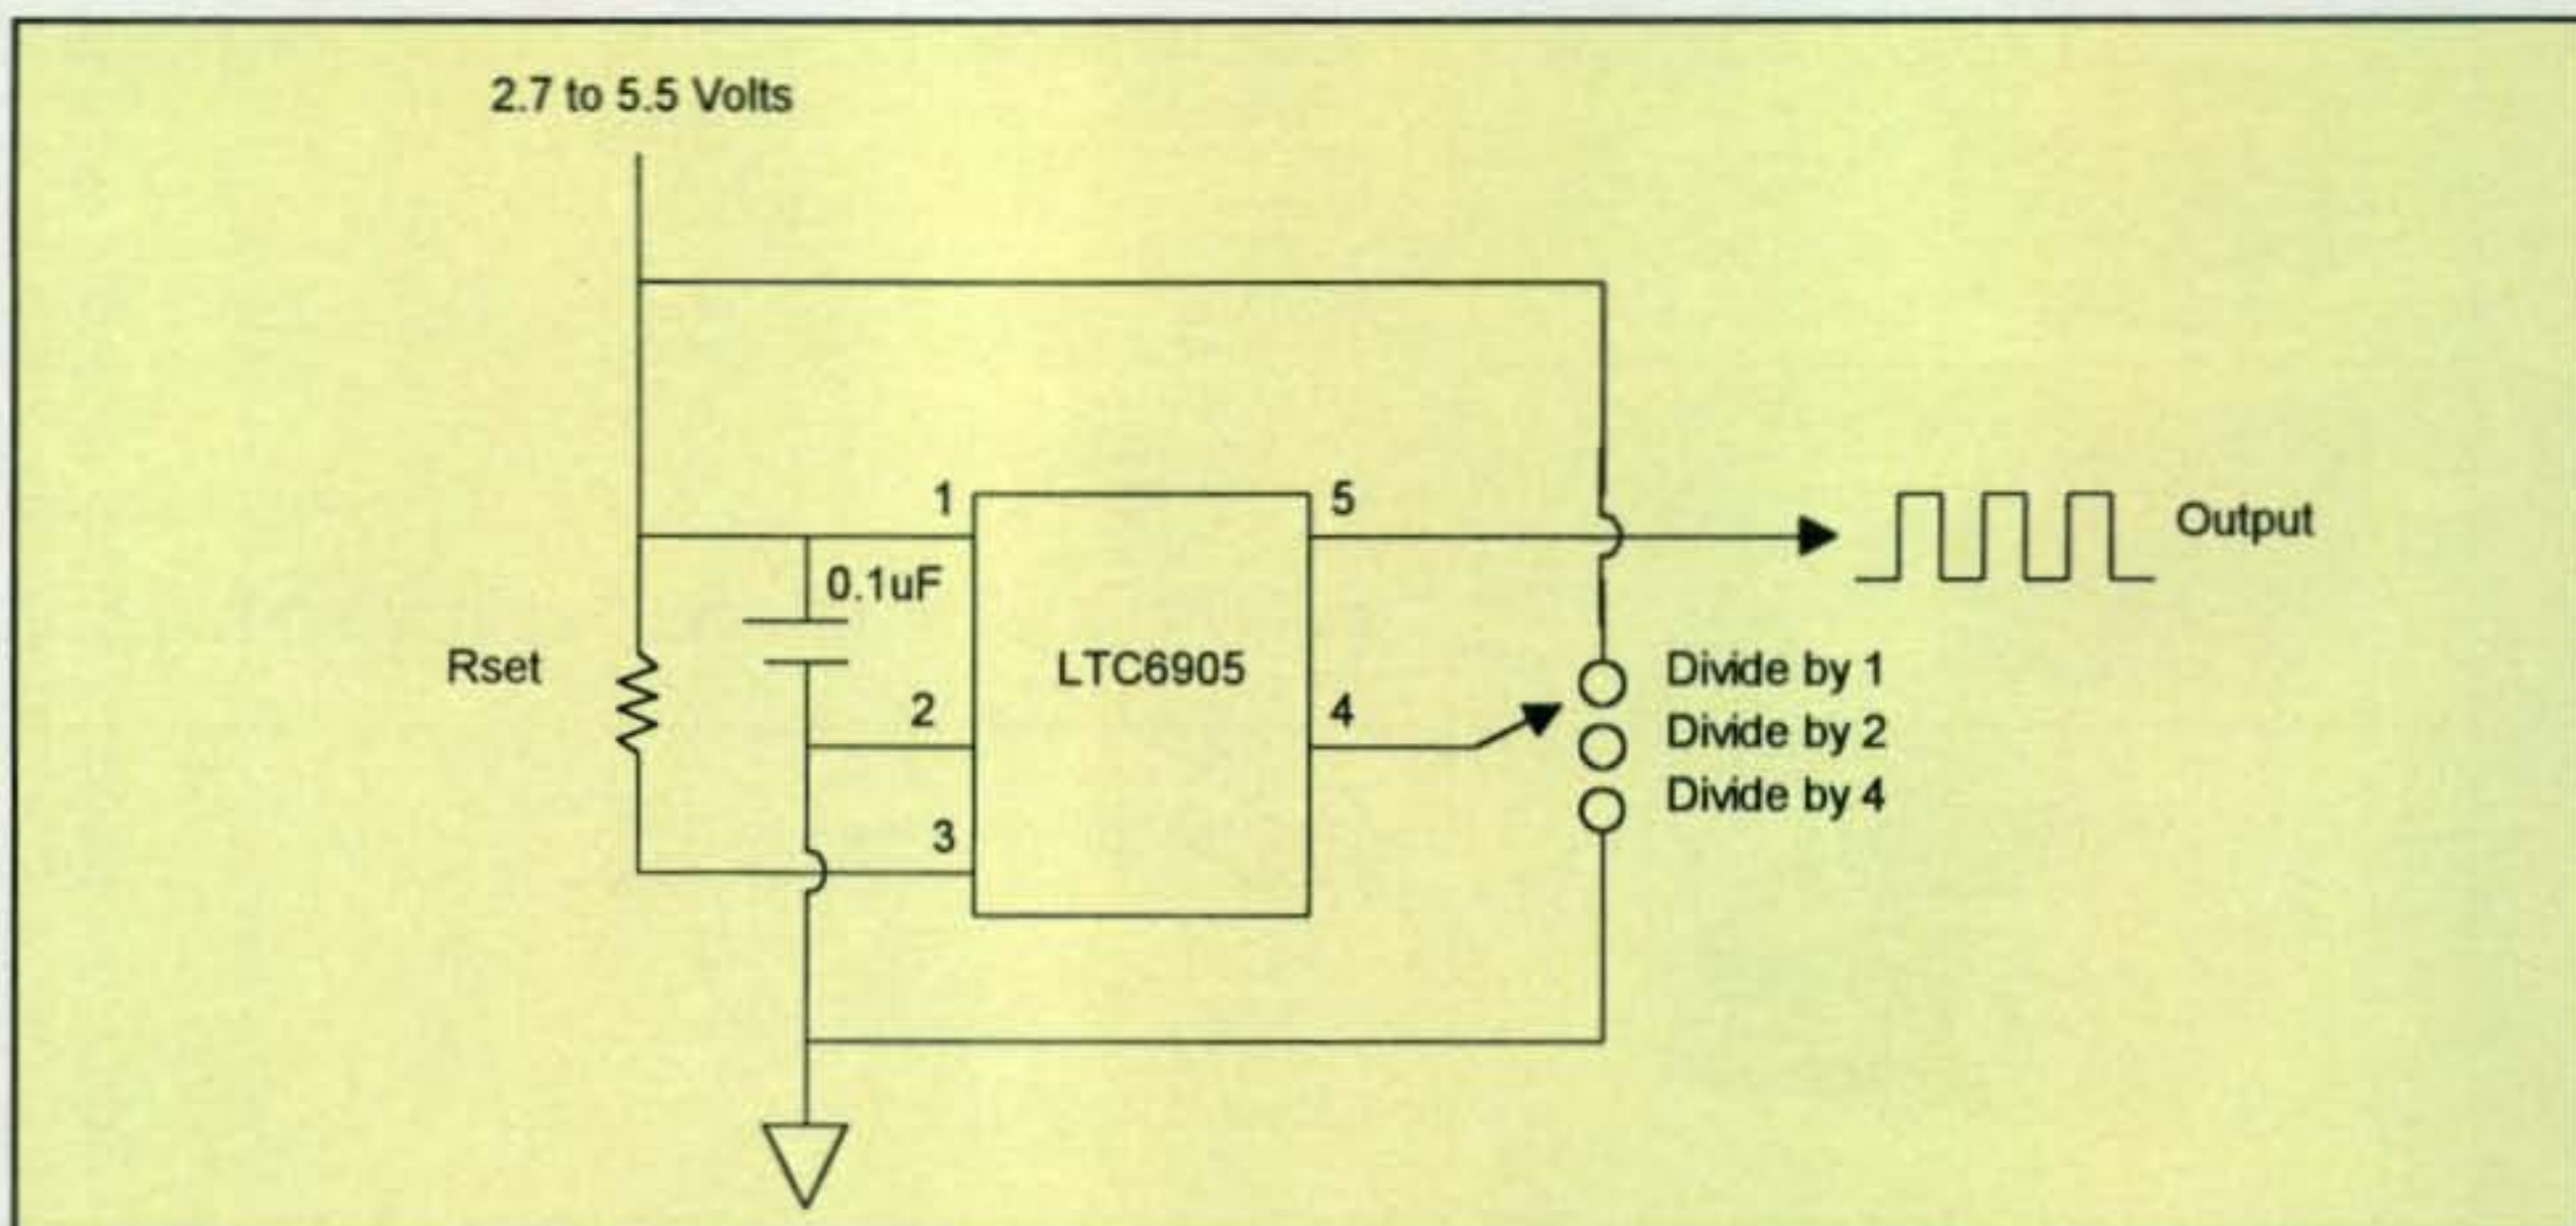 2.7 to 5.5 Volts
1
5
Output
0.1uF
Rset
LTC6905
Divide by 1
2
4
Divide by 2
Divide by 4
3